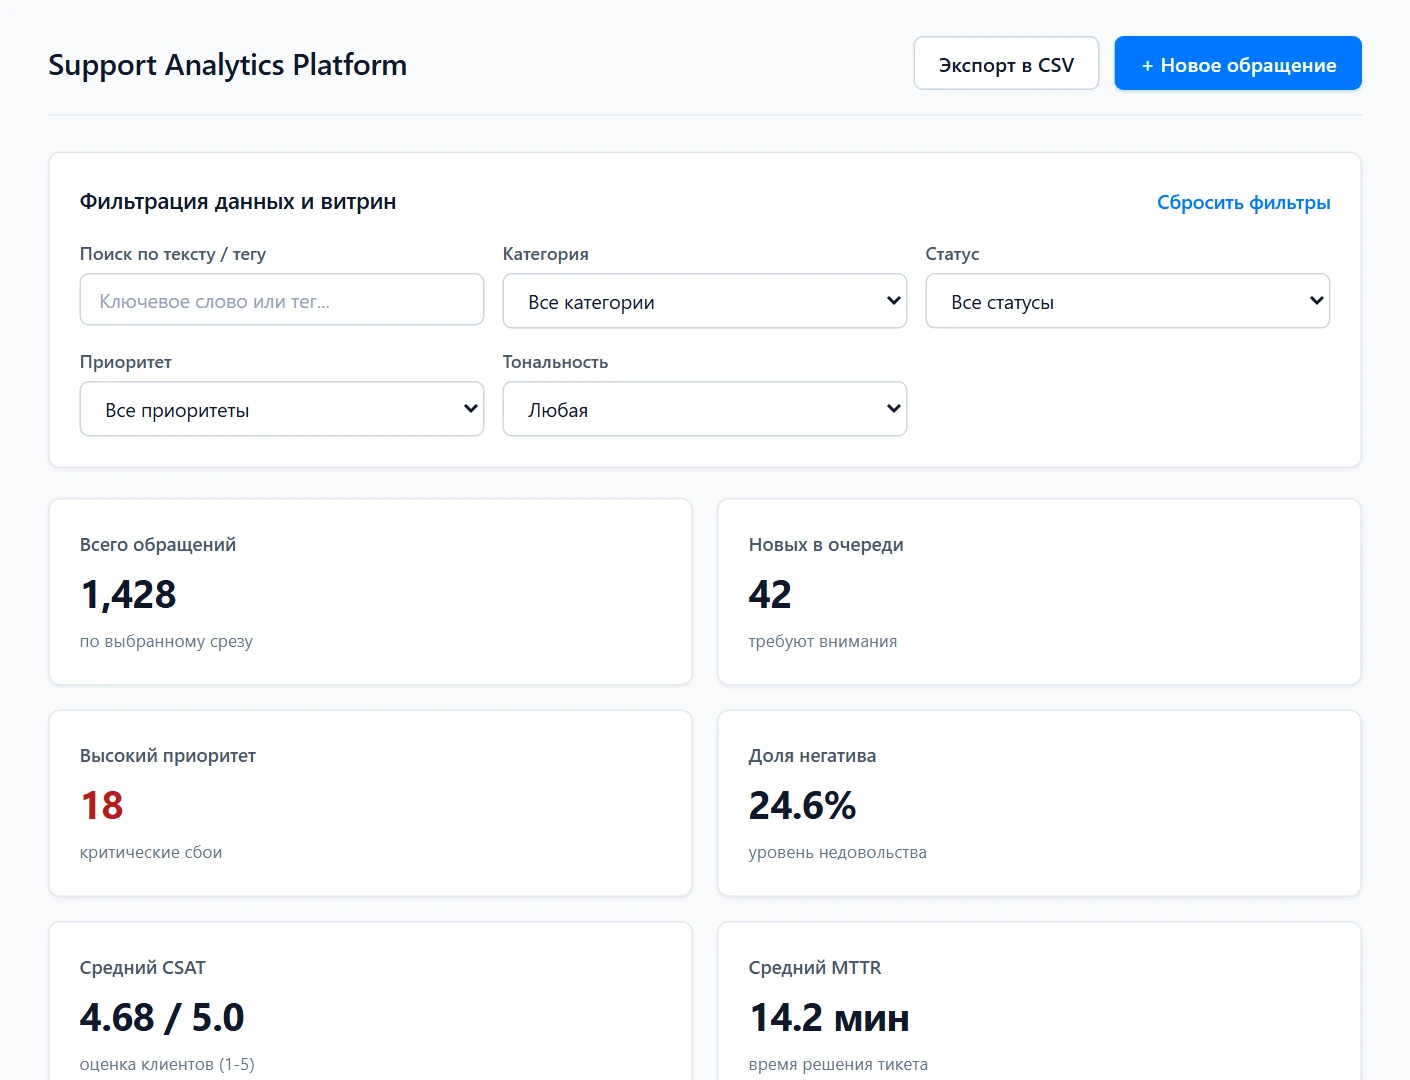 Support Analytics Platform
Экспорт в CSV
+ Новое обращение
Фильтрация данных и витрин
Сбросить фильтры
Поиск по тексту / тегу
Категория
Статус
Ключевое слово или тег...
Все категории
Все статусы
Приоритет
Тональность
Все приоритеты
Любая
Всего обращений
1,428
по выбранному срезу
Новых в очереди
42
требуют внимания
Высокий приоритет
18
критические сбои
Доля негатива
24.6%
уровень недовольства
Средний CSAT
4.68 / 5.0
оценка клиентов (1-5)
Средний MTTR
14.2 мин
время решения тикета